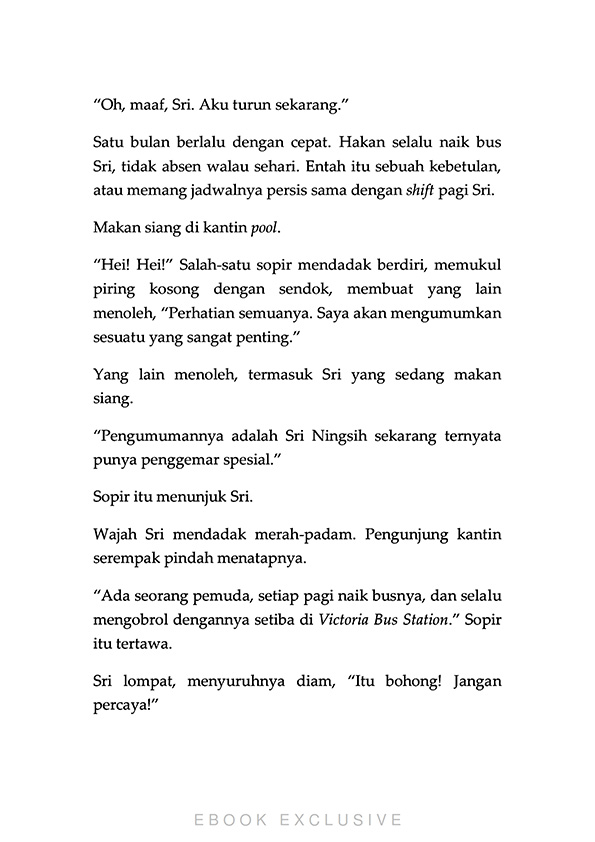 “Oh, maaf, Sri. Aku turun sekarang.”
Satu bulan berlalu dengan cepat. Hakan selalu naik bus
Sri, tidak absen walau sehari. Entah itu sebuah kebetulan,
atau memang jadwalnya persis sama dengan shift pagi Sri.
Makan siang di kantin pool.
“Hei! Hei!” Salah-satu sopir mendadak berdiri, memukul
piring kosong dengan sendok, membuat yang lain
menoleh, “Perhatian semuanya. Saya akan mengumumkan
sesuatu yang sangat penting.”
Yang lain menoleh, termasuk Sri yang sedang makan
siang.
“Pengumumannya adalah Sri Ningsih sekarang ternyata
punya penggemar spesial.”
Sopir itu menunjuk Sri.
Wajah Sri mendadak merah-padam. Pengunjung kantin
serempak pindah menatapnya.
“Ada seorang pemuda, setiap pagi naik busnya, dan selalu
mengobrol dengannya setiba di Victoria Bus Station.” Sopir
itu tertawa.
Sri lompat, menyuruhnya diam, “Itu bohong! Jangan
percaya!”
EBOOK EXCLUSIVE